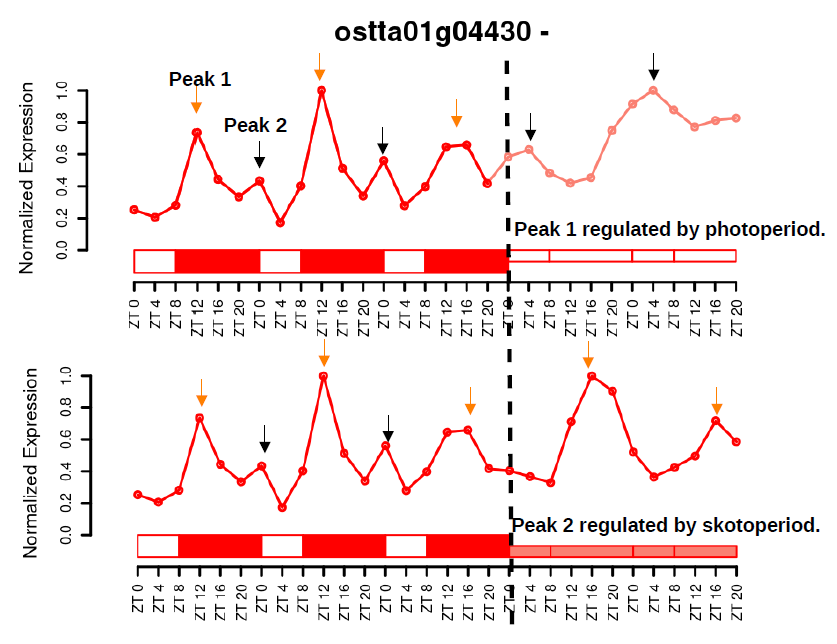 ostta01g04430 -
Peak 1
Peak 2
Normalized Expression
0.0 0.2 0.4 0.6 0.8 1.0
Peak 1 regulated by photoperiod.
ZT 0 ZT 4 ZT 8 ZT 12 ZT 16 ZT 20 ZT 0 ZT 4 ZT 8 ZT 12 ZT 16 ZT 20 ZT 0 ZT 4 ZT 8 ZT 12 ZT 16 ZT 20 ZT 0 ZT 4 ZT 8 ZT 12 ZT 16 ZT 20 ZT 0 ZT 4 ZT 8 ZT 12 ZT 16 ZT 20
Normalized Expression
0.0 0.2 0.4 0.6 0.8 1.0
Peak 2 regulated by skotoperiod.
ZT 0 ZT 4 ZT 8 ZT 12 ZT 16 ZT 20 ZT 0 ZT 4 ZT 8 ZT 12 ZT 16 ZT 20 ZT 0 ZT 4 ZT 8 ZT 12 ZT 16 ZT 20 ZT 0 ZT 4 ZT 8 ZT 12 ZT 16 ZT 20 ZT 0 ZT 4 ZT 8 ZT 12 ZT 16 ZT 20